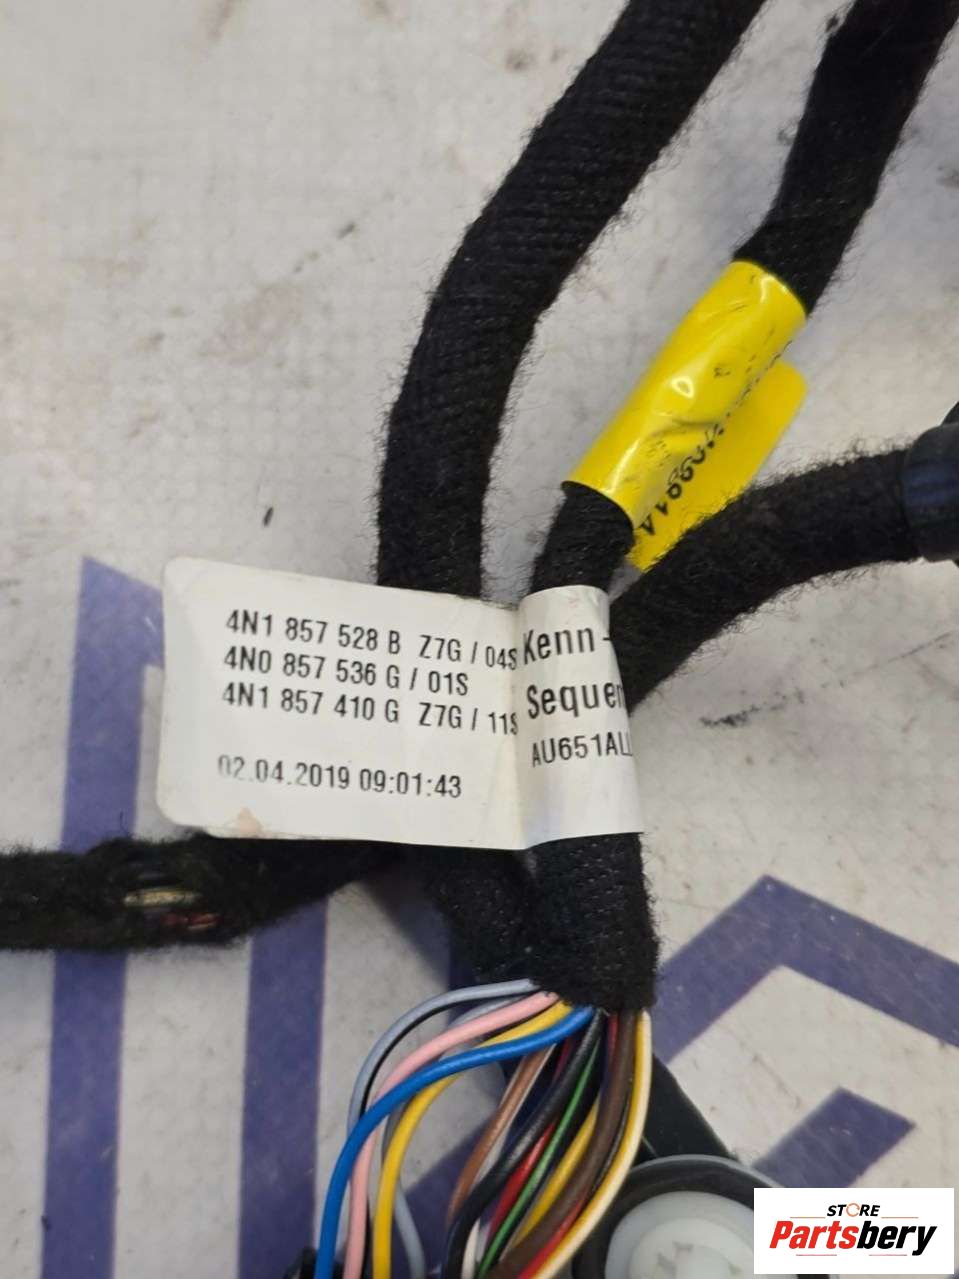 4N1 857 528 B Z7G / 04S
4N0 857 536 G / 01S
4N1 857 410 G Z7G / 11S
02.04.2019 09:01:43
Kenn -
Sequen
AU651ALL
STORE
Partsbery